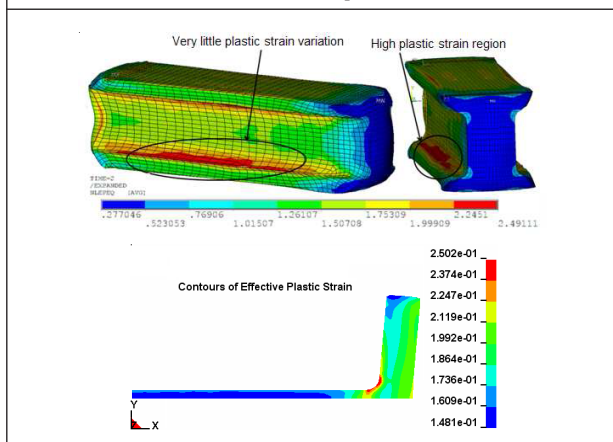 Very little plastic strain variation
High plastic strain region
TIME=2
/EXPANDED
NLEPEQ (AVG)
.277046 .76906 1.26107 1.75309 2.2451
.523053 1.01507 1.50708 1.99909 2.49111
Contours of Effective Plastic Strain
2.502e-01
2.374e-01
2.247e-01
2.119e-01
1.992e-01
1.864e-01
1.736e-01
1.609e-01
1.481e-01
Y
X